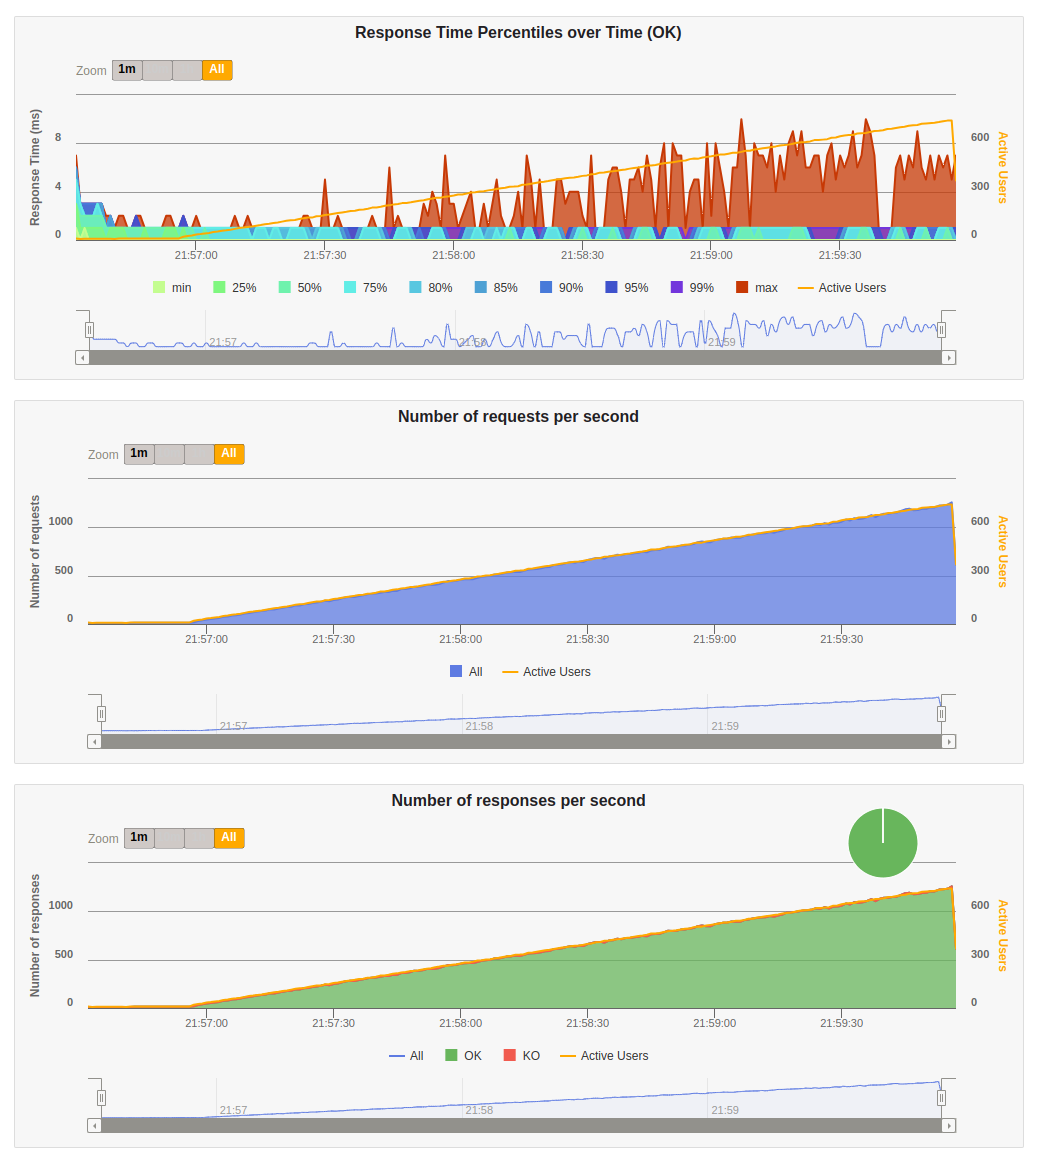 Response Time Percentiles over Time (OK)
Zoom 1m All
Response Time (ms)
8
4
0
600
300
0
Active Users
21:57:00 21:57:30 21:58:00 21:58:30 21:59:00 21:59:30
min 25% 50% 75% 80% 85% 90% 95% 99% max Active Users
21:57 21:58 21:59
Number of requests per second
Zoom 1m All
Number of requests
1000
500
0
600
300
0
Active Users
21:57:00 21:57:30 21:58:00 21:58:30 21:59:00 21:59:30
All Active Users
21:57 21:58 21:59
Number of responses per second
Zoom 1m All
Number of responses
1000
500
0
600
300
0
Active Users
21:57:00 21:57:30 21:58:00 21:58:30 21:59:00 21:59:30
All OK KO Active Users
21:57 21:58 21:59